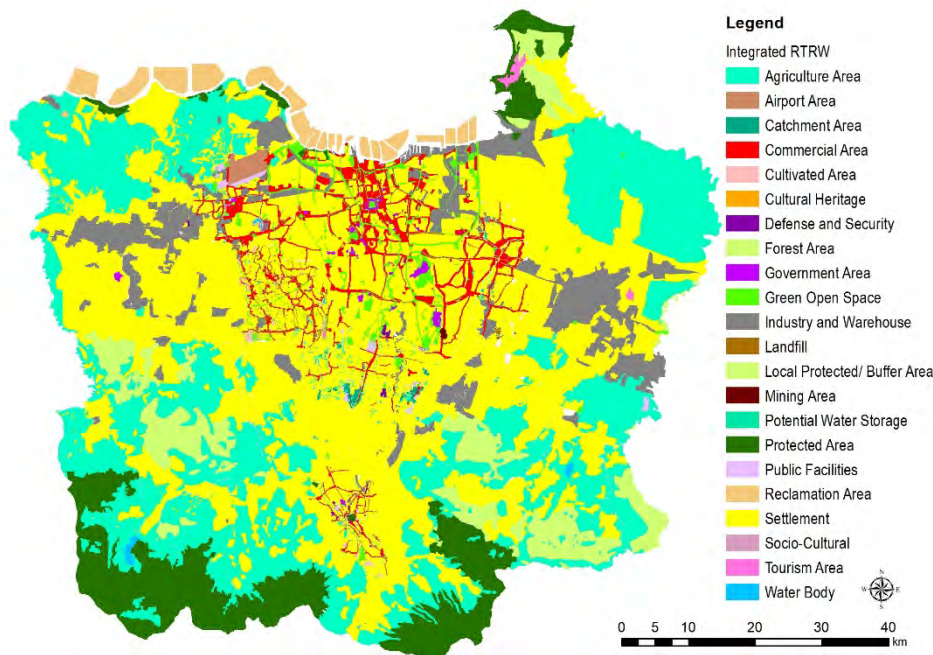 Legend
Integrated RTRW
Agriculture Area
Airport Area
Catchment Area
Commercial Area
Cultivated Area
Cultural Heritage
Defense and Security
Forest Area
Government Area
Green Open Space
Industry and Warehouse
Landfill
Local Protected/ Buffer Area
Mining Area
Potential Water Storage
Protected Area
Public Facilities
Reclamation Area
Settlement
Socio-Cultural
Tourism Area
Water Body
N
W E
S
0 5 10 20 30 40
km